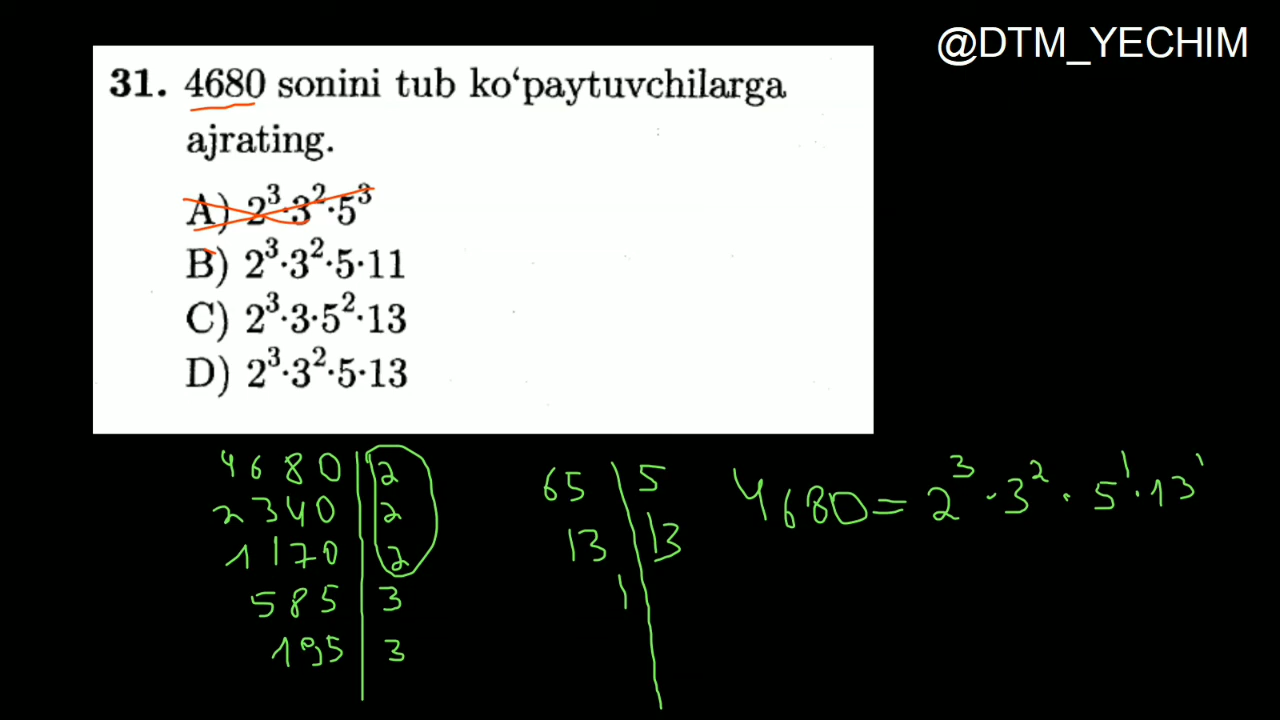 @DTM_YECHIM
31. 4680 sonini tub ko‘paytuvchilarga
ajrating.
A) 2³·3²·5³
B) 2³·3²·5·11
C) 2³·3·5²·13
D) 2³·3²·5·13
4680 | 2
2340 | 2
1170 | 2
585 | 3
195 | 3
65 | 5
13 | 13
1
4680 = 2³ · 3² · 5¹ · 13¹